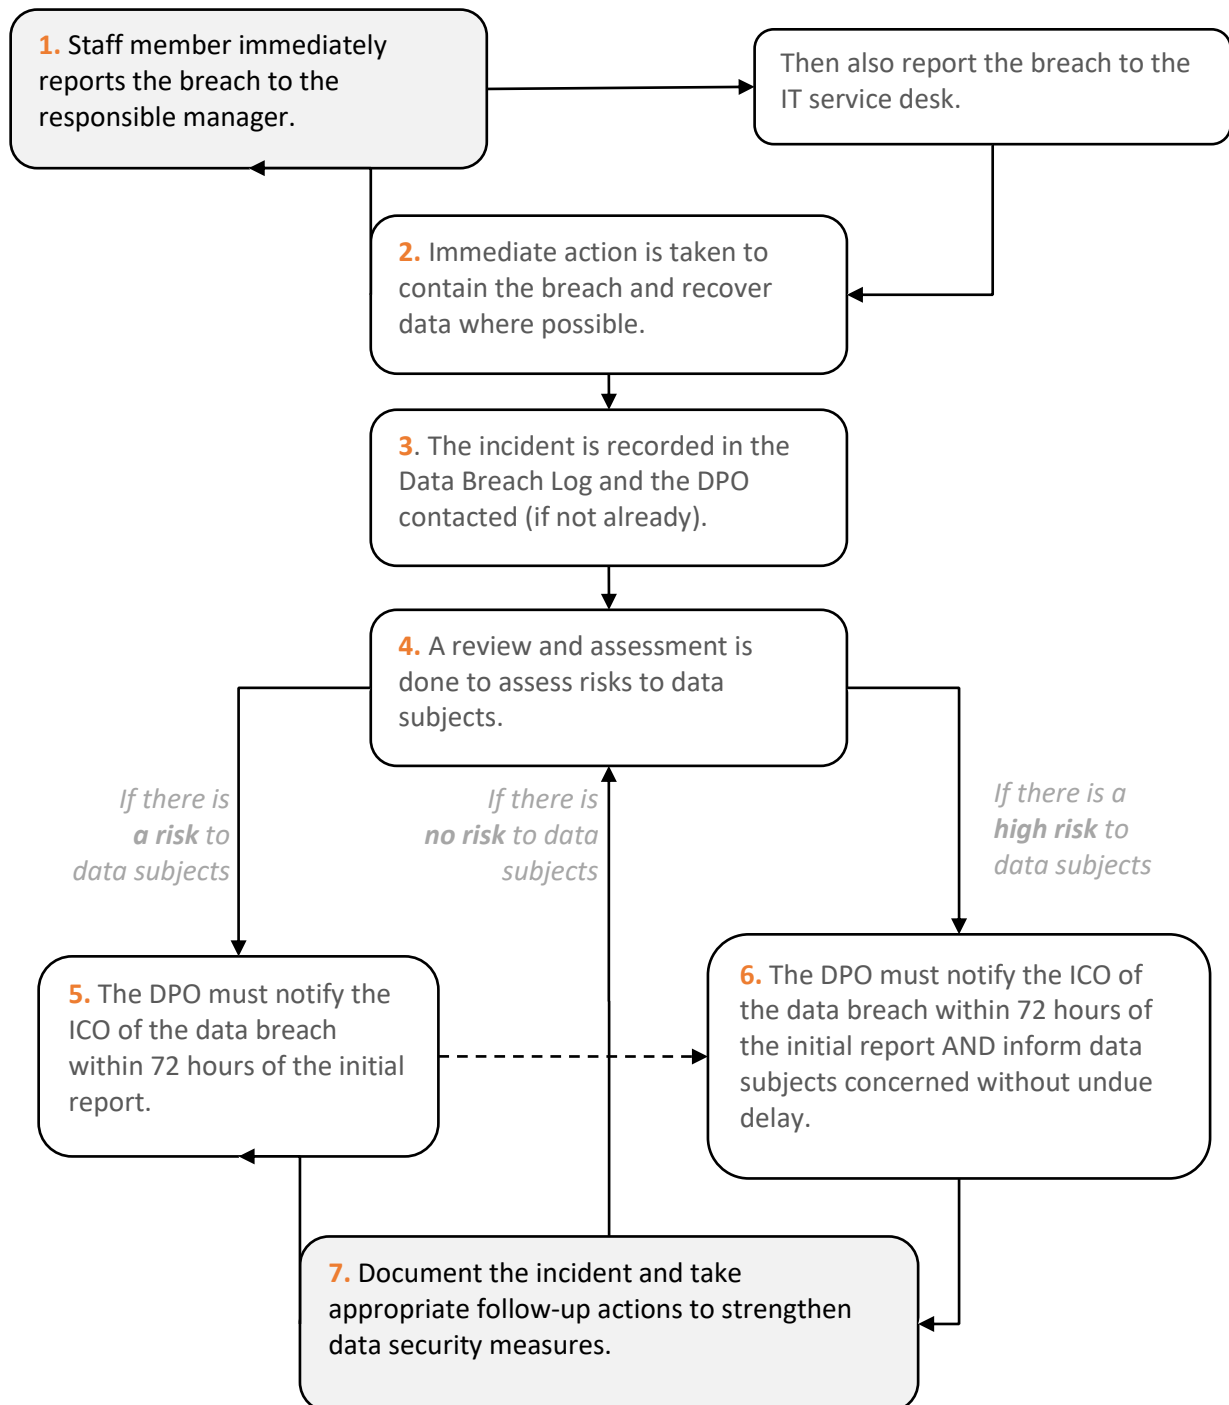 1. Staff member immediately
reports the breach to the
responsible manager.
Then also report the breach to the
IT service desk.
2. Immediate action is taken to
contain the breach and recover
data where possible.
3. The incident is recorded in the
Data Breach Log and the DPO
contacted (if not already).
4. A review and assessment is
done to assess risks to data
subjects.
If there is
a risk to
data subjects
If there is
no risk to data
subjects
If there is a
high risk to
data subjects
5. The DPO must notify the
ICO of the data breach
within 72 hours of the initial
report.
6. The DPO must notify the ICO of
the data breach within 72 hours of
the initial report AND inform data
subjects concerned without undue
delay.
7. Document the incident and take
appropriate follow-up actions to strengthen
data security measures.